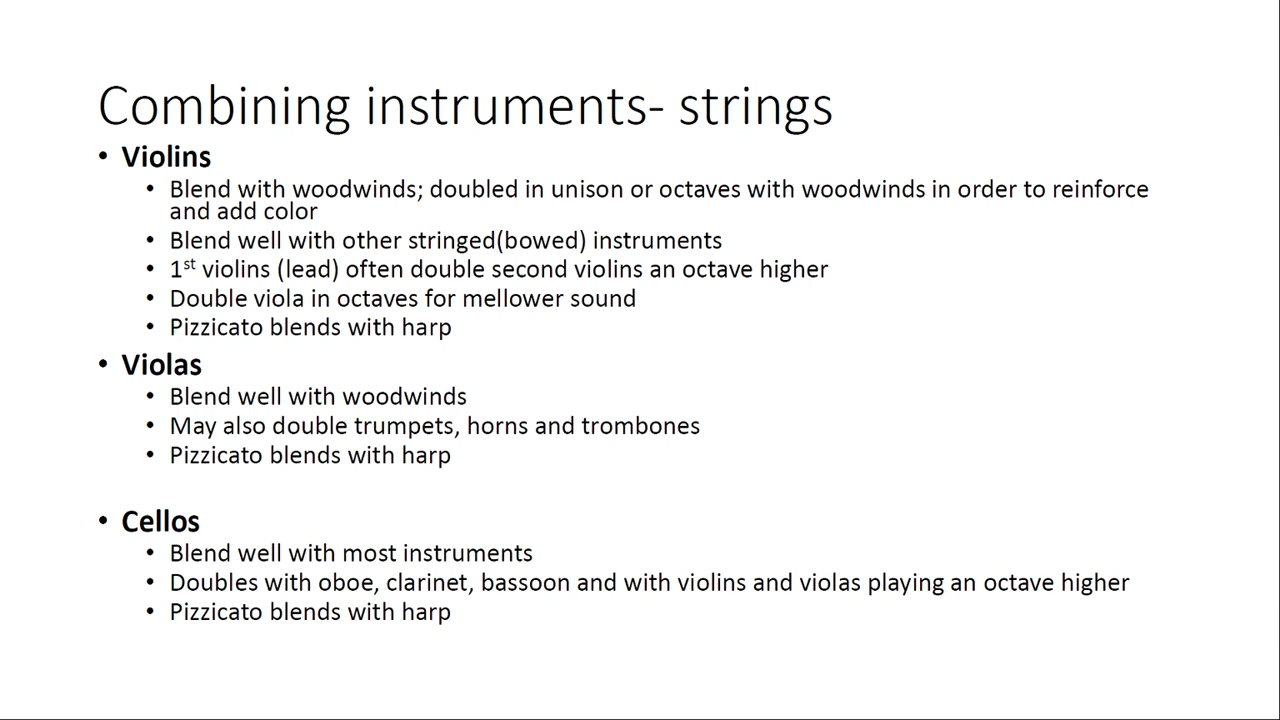 Combining instruments- strings
• Violins
• Blend with woodwinds; doubled in unison or octaves with woodwinds in order to reinforce
and add color
• Blend well with other stringed(bowed) instruments
• 1st violins (lead) often double second violins an octave higher
• Double viola in octaves for mellower sound
• Pizzicato blends with harp
• Violas
• Blend well with woodwinds
• May also double trumpets, horns and trombones
• Pizzicato blends with harp
• Cellos
• Blend well with most instruments
• Doubles with oboe, clarinet, bassoon and with violins and violas playing an octave higher
• Pizzicato blends with harp